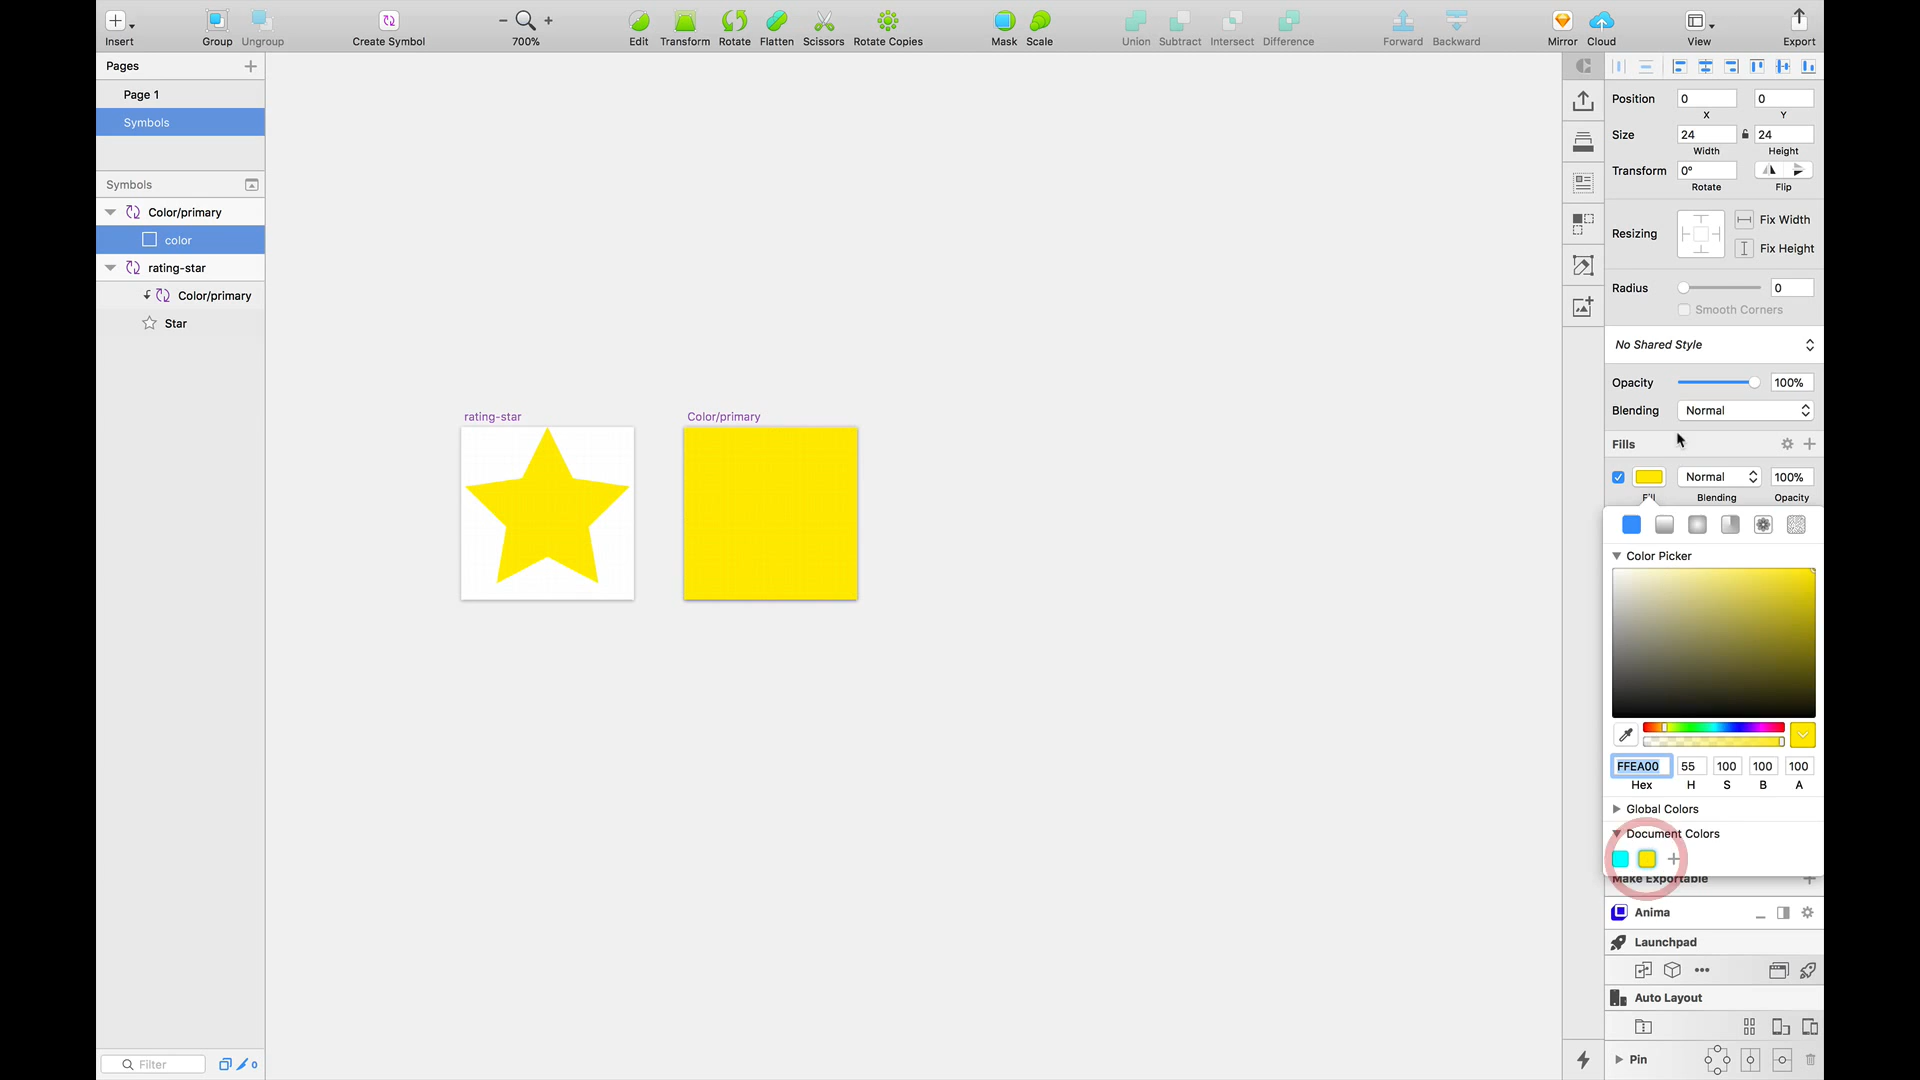 Insert
Group
Ungroup
Create Symbol
700%
Edit
Transform
Rotate
Flatten
Scissors
Rotate Copies
Mask
Scale
Union
Subtract
Intersect
Difference
Forward
Backward
Mirror
Cloud
View
Export
Pages
Page 1
Symbols
Symbols
Color/primary
color
rating-star
Color/primary
Star
Filter
0
rating-star
Color/primary
Position
0
0
X
Y
Size
24
24
Width
Height
Transform
0°
Rotate
Flip
Resizing
Fix Width
Fix Height
Radius
0
Smooth Corners
No Shared Style
Opacity
100%
Blending
Normal
Fills
Normal
100%
Fill
Blending
Opacity
Color Picker
FFEA00
55
100
100
100
Hex
H
S
B
A
Global Colors
Document Colors
Make Exportable
Anima
Launchpad
Auto Layout
Pin